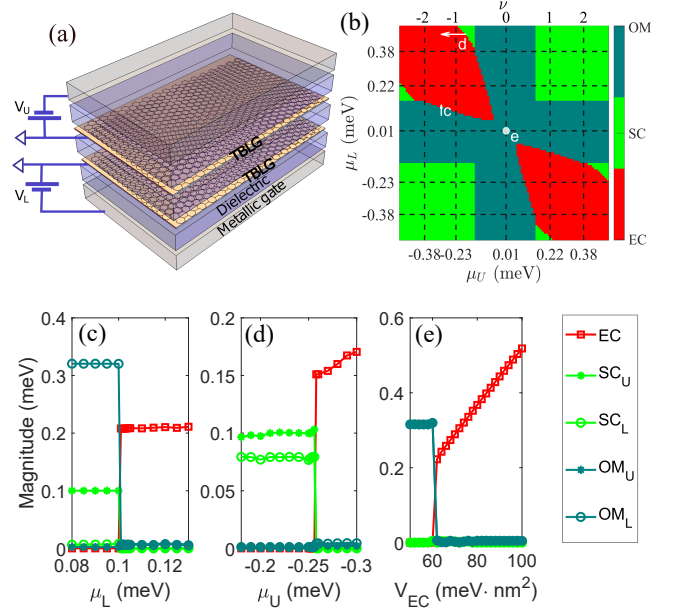 (a)
V_U
V_L
TBLG
TBLG
Dielectric
Metallic gate
(b)
ν
-2 -1 0 1 2
0.38
0.22
0.01
-0.23
-0.38
μ_L (meV)
d
c
e
-0.38 -0.23 0.01 0.22 0.38
μ_U (meV)
OM
SC
EC
(c)
0.4
0.3
0.2
0.1
0
Magnitude (meV)
0.08 0.1 0.12
μ_L (meV)
(d)
0.2
0.15
0.1
0.05
0
-0.2 -0.25 -0.3
μ_U (meV)
(e)
0.6
0.4
0.2
0
60 80 100
V_EC (meV· nm²)
EC
SC_U
SC_L
OM_U
OM_L